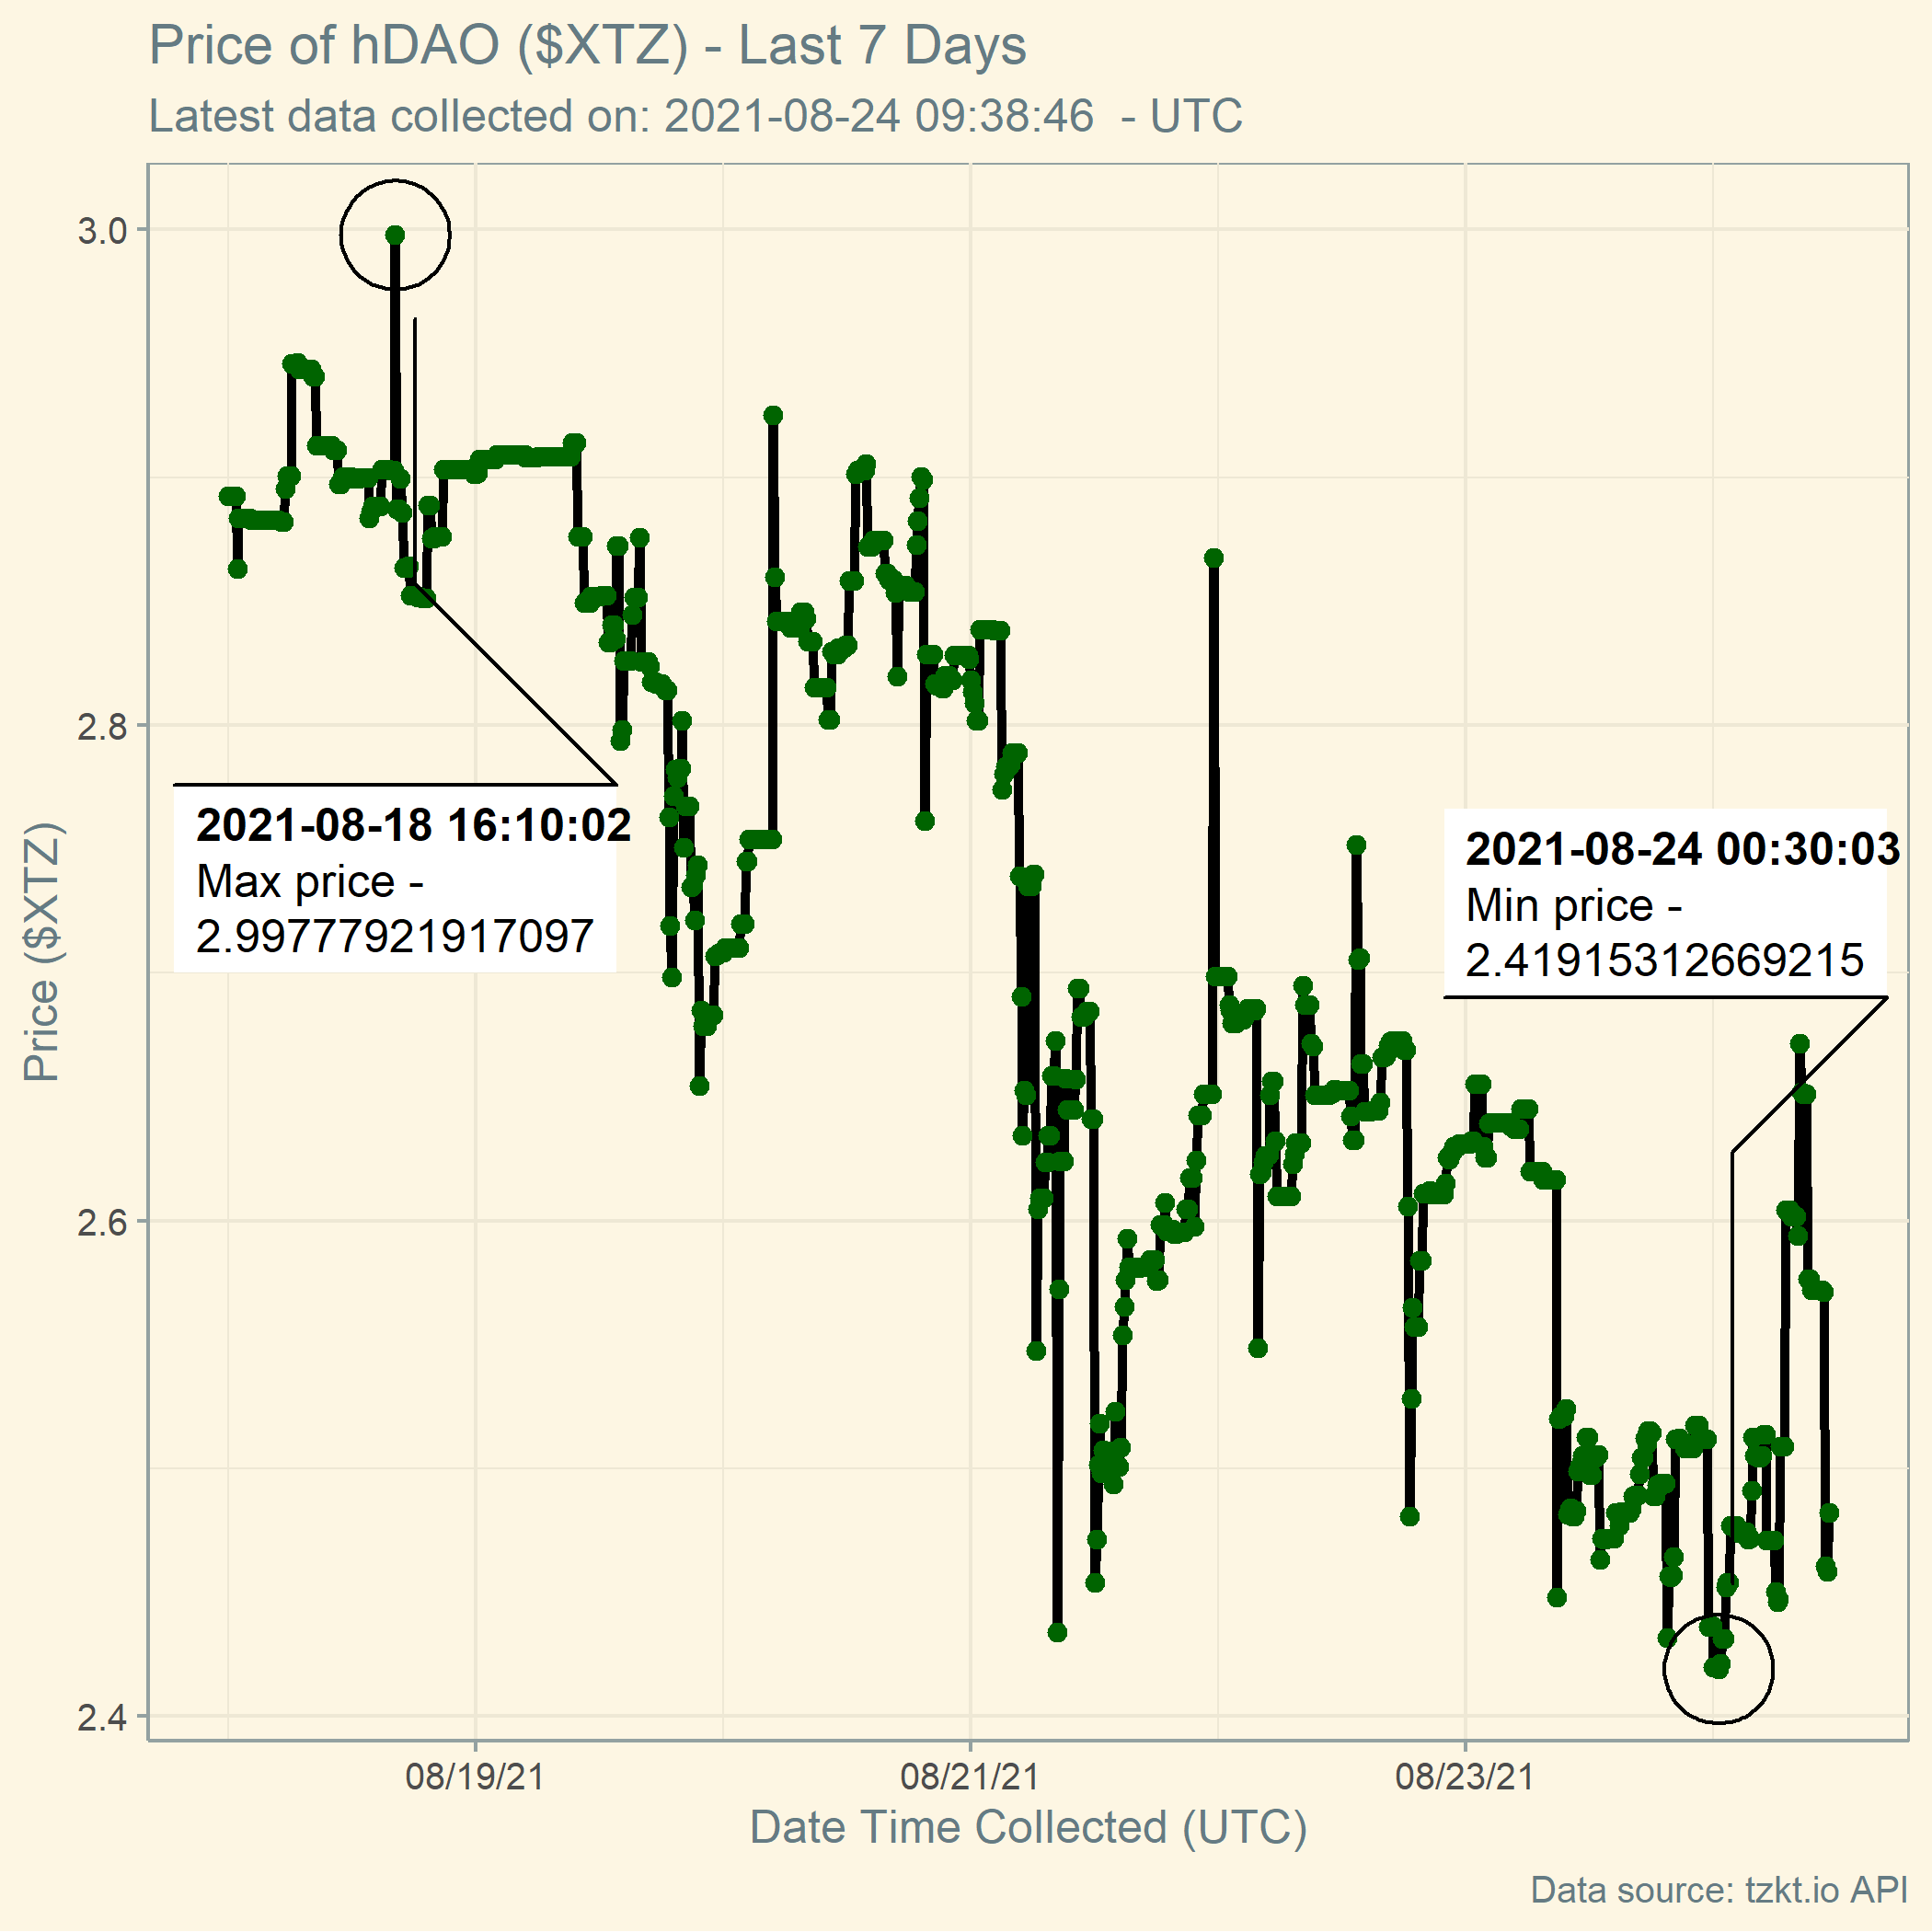 Price of hDAO ($XTZ) - Last 7 Days
Latest data collected on: 2021-08-24 09:38:46  - UTC
3.0
2.8
2.6
2.4
Price ($XTZ)
2021-08-18 16:10:02
Max price -
2.99777921917097
2021-08-24 00:30:03
Min price -
2.41915312669215
08/19/21
08/21/21
08/23/21
Date Time Collected (UTC)
Data source: tzkt.io API